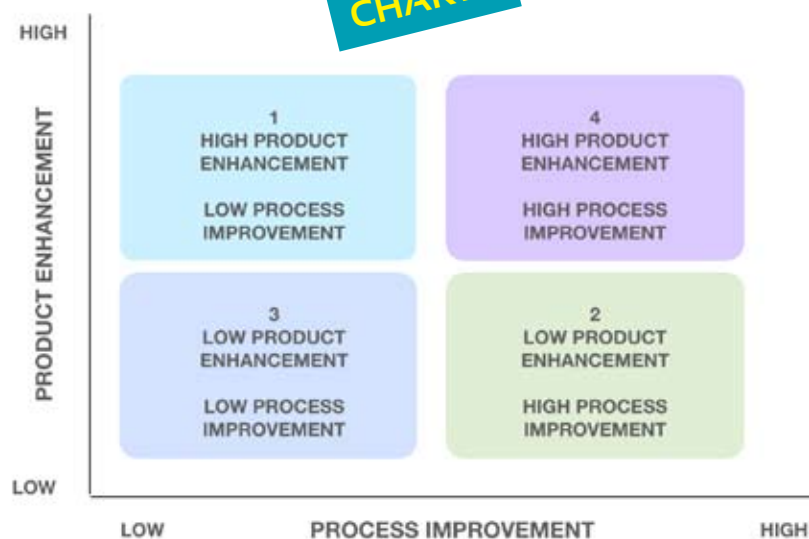 HIGH
PRODUCT ENHANCEMENT
1
HIGH PRODUCT
ENHANCEMENT
LOW PROCESS
IMPROVEMENT
4
HIGH PRODUCT
ENHANCEMENT
HIGH PROCESS
IMPROVEMENT
3
LOW PRODUCT
ENHANCEMENT
LOW PROCESS
IMPROVEMENT
2
LOW PRODUCT
ENHANCEMENT
HIGH PROCESS
IMPROVEMENT
LOW
LOW
PROCESS IMPROVEMENT
HIGH